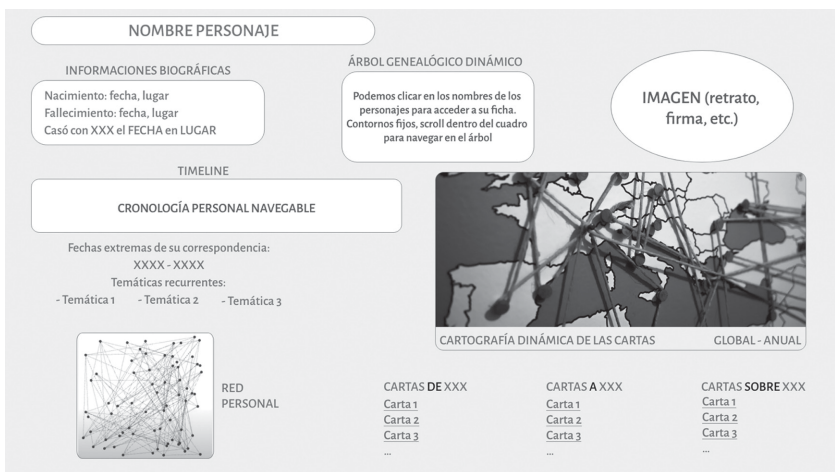 NOMBRE PERSONAJE
INFORMACIONES BIOGRÁFICAS
Nacimiento: fecha, lugar
Fallecimiento: fecha, lugar
Casó con XXX el FECHA en LUGAR
ÁRBOL GENEALÓGICO DINÁMICO
Podemos clicar en los nombres de los
personajes para acceder a su ficha.
Contornos fijos, scroll dentro del cuadro
para navegar en el árbol
IMAGEN (retrato,
firma, etc.)
TIMELINE
CRONOLOGÍA PERSONAL NAVEGABLE
Fechas extremas de su correspondencia:
XXXX - XXXX
Temáticas recurrentes:
- Temática 1 - Temática 2 - Temática 3
CARTOGRAFÍA DINÁMICA DE LAS CARTAS GLOBAL - ANUAL
RED
PERSONAL
CARTAS DE XXX
Carta 1
Carta 2
Carta 3
...
CARTAS A XXX
Carta 1
Carta 2
Carta 3
...
CARTAS SOBRE XXX
Carta 1
Carta 2
Carta 3
...